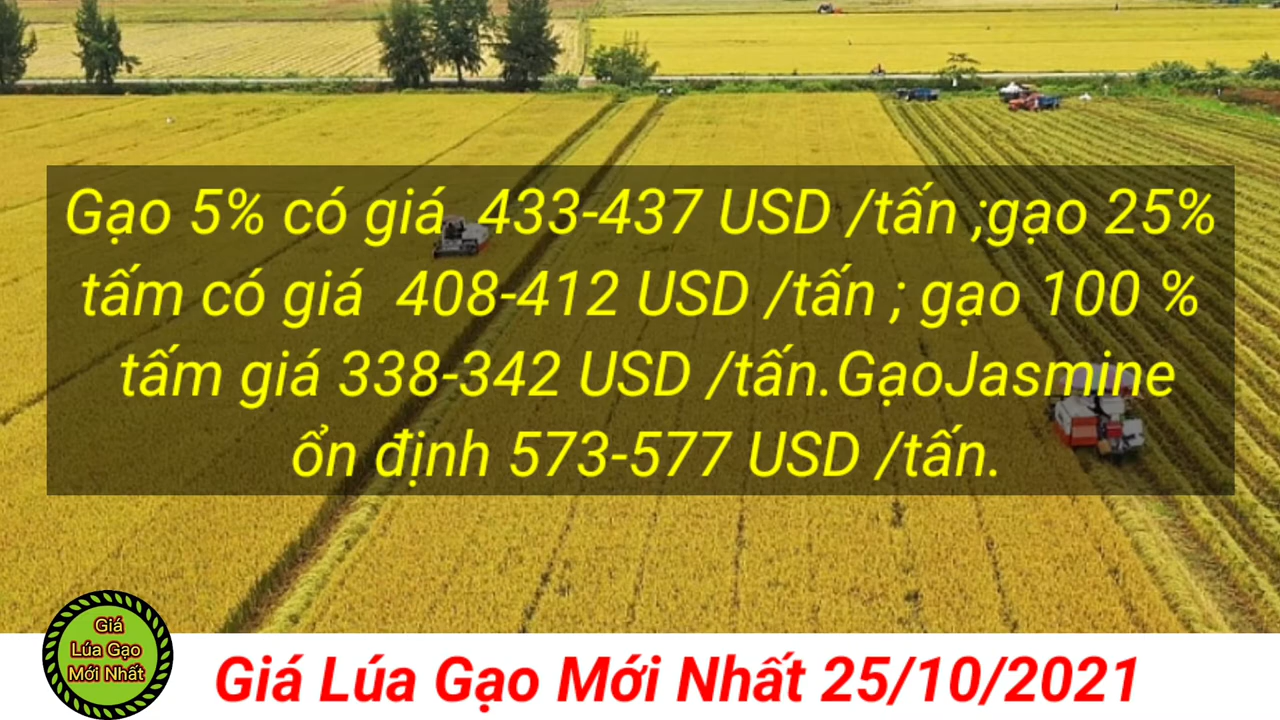 Gạo 5% có giá 433-437 USD /tấn ;gạo 25%
tấm có giá 408-412 USD /tấn ; gạo 100 %
tấm giá 338-342 USD /tấn.GạoJasmine
ổn định 573-577 USD /tấn.
Giá
Lúa Gạo
Mới Nhất
Giá Lúa Gạo Mới Nhất 25/10/2021